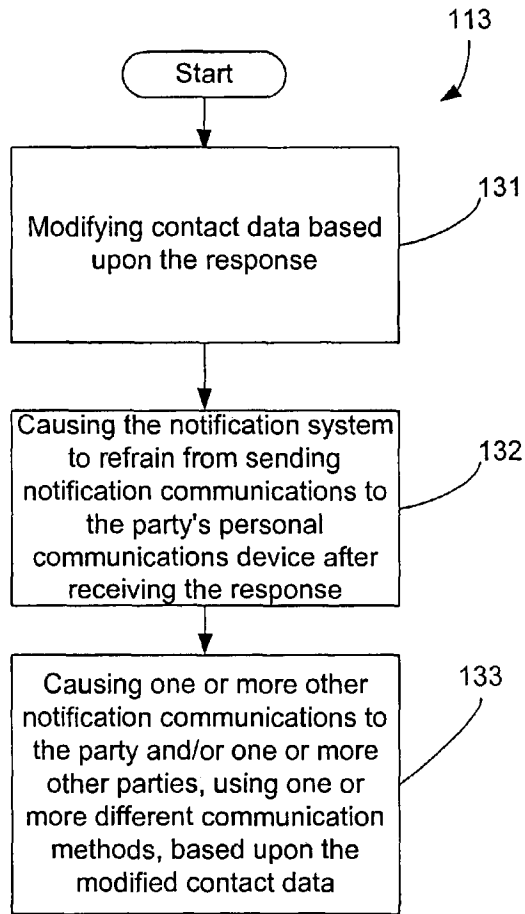 113
Start
131
Modifying contact data based
upon the response
Causing the notification system
to refrain from sending
notification communications to
the party's personal
communications device after
receiving the response
132
Causing one or more other
notification communications to
the party and/or one or more
other parties, using one or
more different communication
methods, based upon the
modified contact data
133